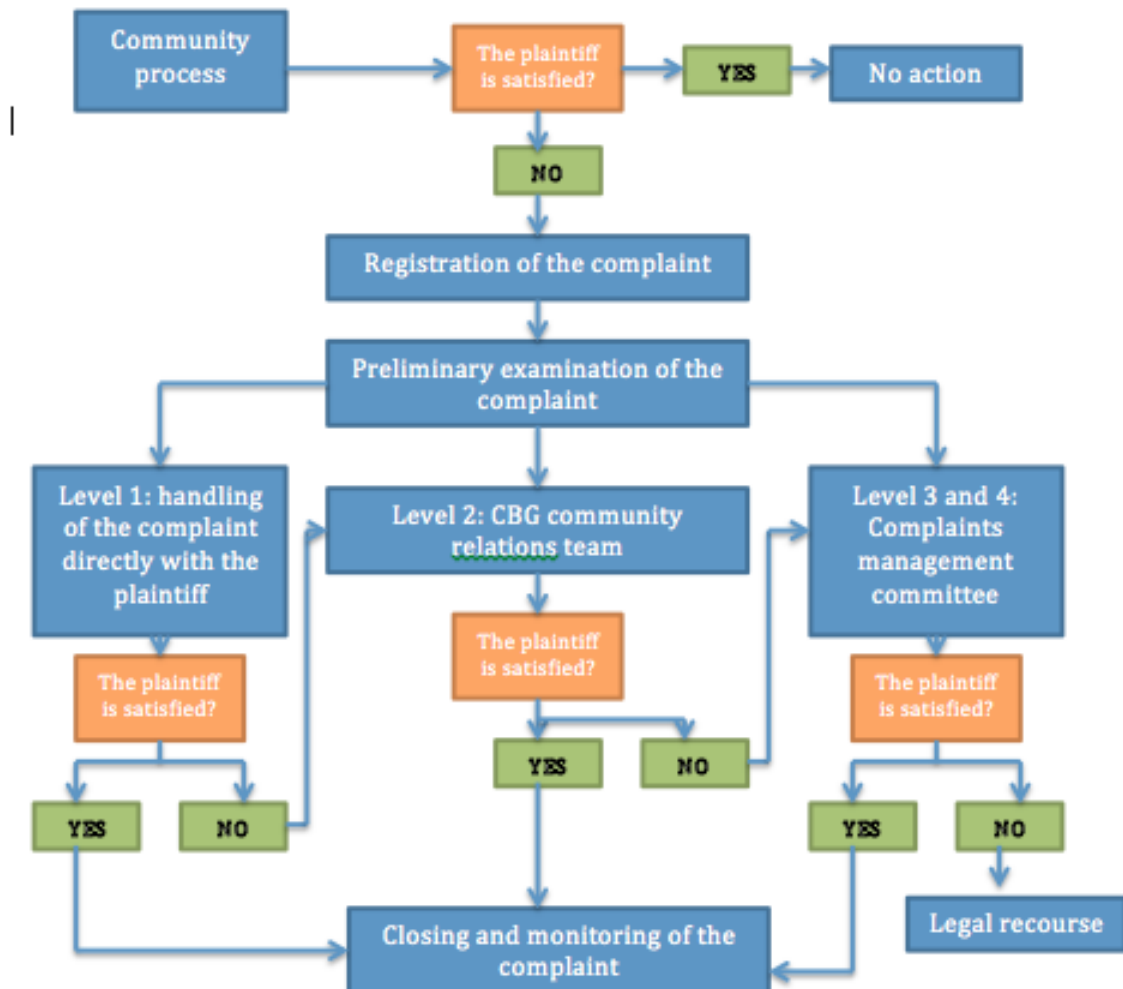 Community
process
The plaintiff
is satisfied?
YES
No action
NO
Registration of the complaint
Preliminary examination of the
complaint
Level 1: handling
of the complaint
directly with the
plaintiff
Level 2: CBG community
relations team
Level 3 and 4:
Complaints
management
committee
The plaintiff
is satisfied?
The plaintiff
is satisfied?
The plaintiff
is satisfied?
YES
NO
YES
NO
YES
NO
Closing and monitoring of the
complaint
Legal recourse